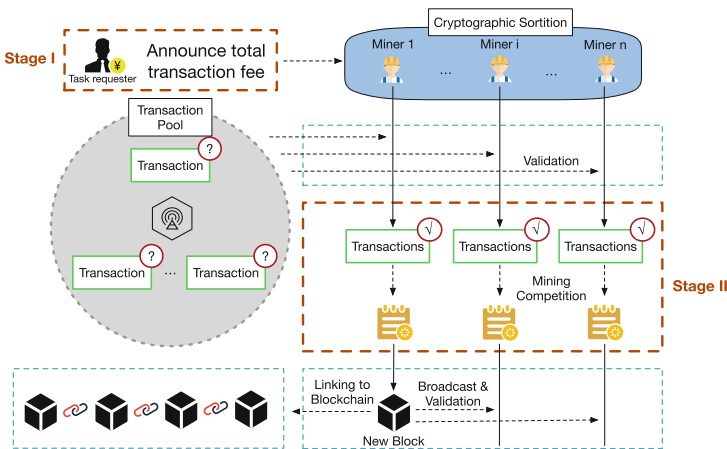 Cryptographic Sortition
Stage I
Task requester
¥
Announce total
transaction fee
Miner 1
...
Miner i
...
Miner n
Transaction
Pool
Transaction
?
Validation
Transaction
?
...
Transaction
?
Transactions
√
Transactions
√
Transactions
√
Mining
Competition
Stage II
Linking to
Blockchain
Broadcast &
Validation
New Block